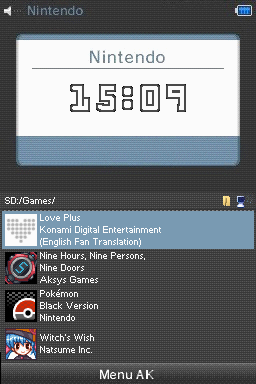 Nintendo
Nintendo
15:09
SD:/Games/
Love Plus
Konami Digital Entertainment
(English Fan Translation)
Nine Hours, Nine Persons,
Nine Doors
Aksys Games
Pokémon
Black Version
Nintendo
Witch's Wish
Natsume Inc.
Menu AK